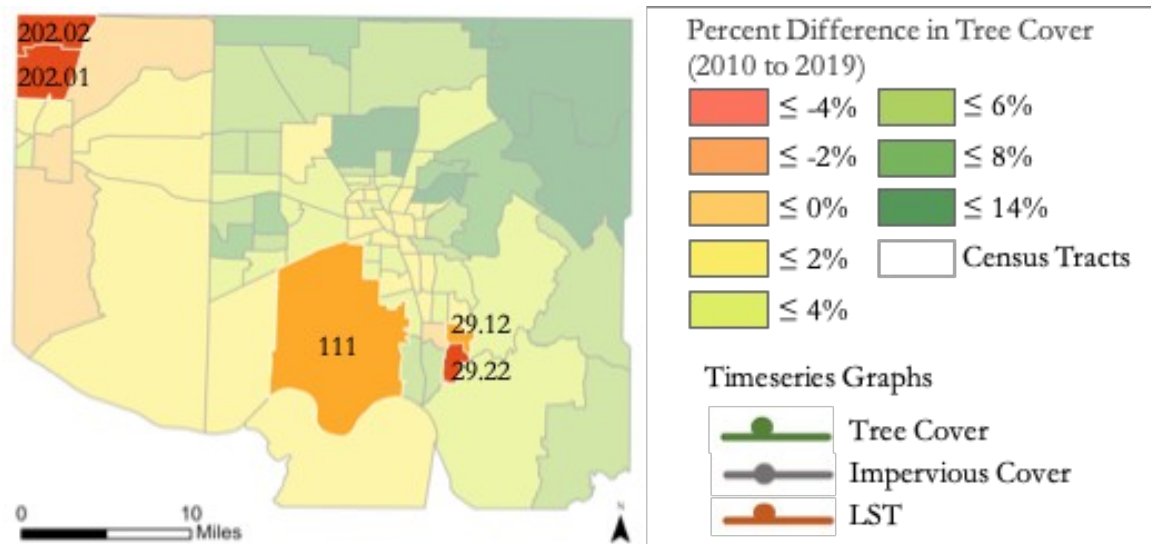 202.02
202.01
111
29.12
29.22
0 10
Miles
N
Percent Difference in Tree Cover
(2010 to 2019)
≤ -4%
≤ -2%
≤ 0%
≤ 2%
≤ 4%
≤ 6%
≤ 8%
≤ 14%
Census Tracts
Timeseries Graphs
Tree Cover
Impervious Cover
LST